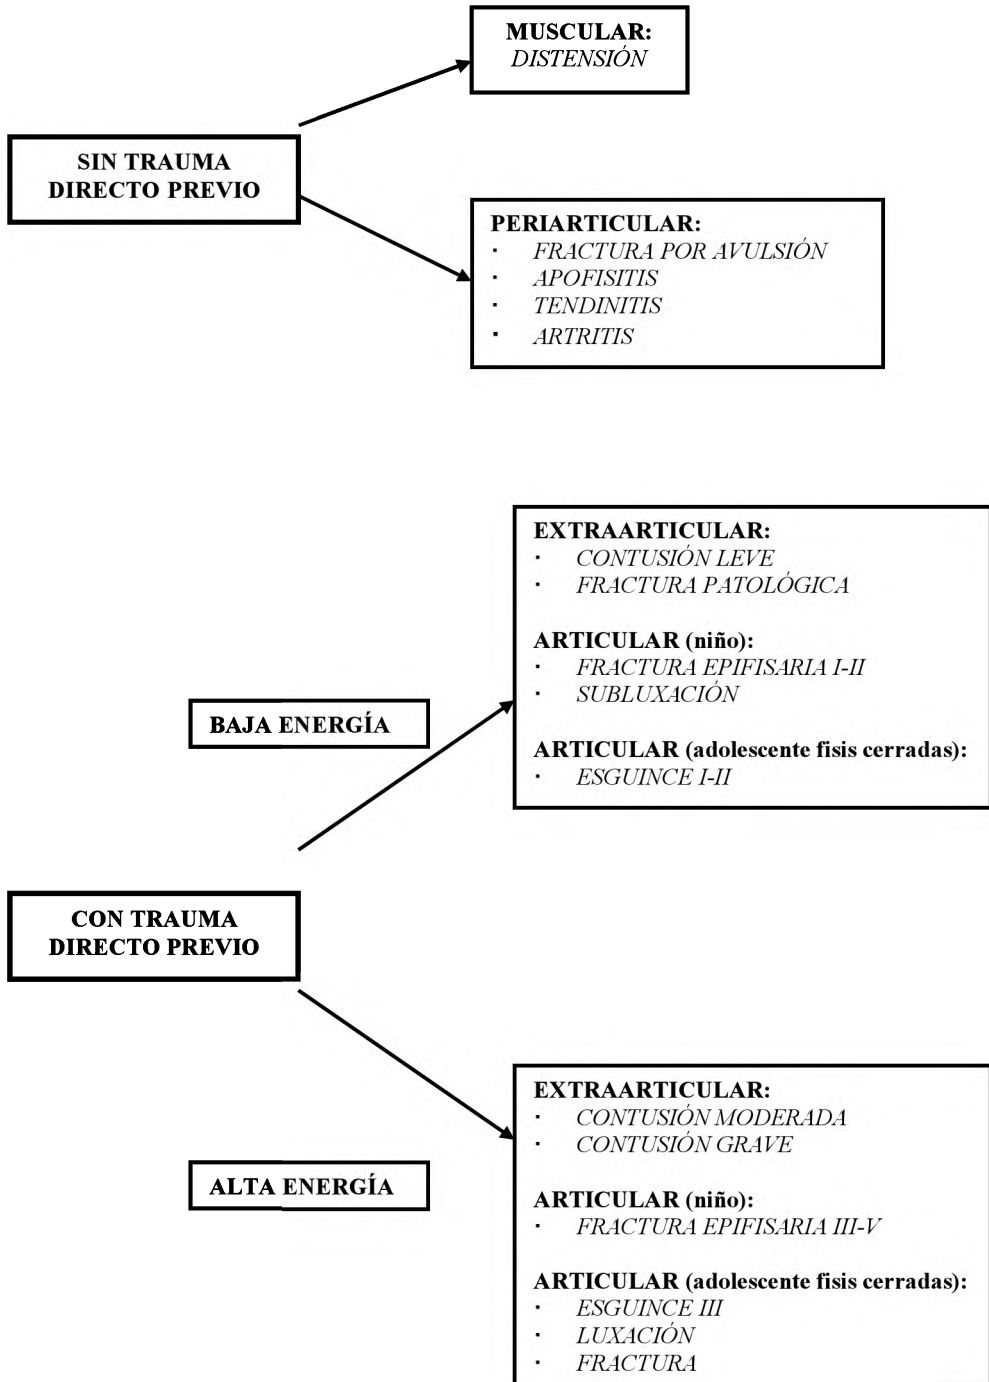 MUSCULAR:
DISTENSIÓN
SIN TRAUMA
DIRECTO PREVIO
PERIARTICULAR:
▪ FRACTURA POR AVULSIÓN
▪ APOFISITIS
▪ TENDINITIS
▪ ARTRITIS
EXTRAARTICULAR:
▪ CONTUSIÓN LEVE
▪ FRACTURA PATOLÓGICA
ARTICULAR (niño):
▪ FRACTURA EPIFISARIA I-II
▪ SUBLUXACIÓN
BAJA ENERGÍA
ARTICULAR (adolescente fisis cerradas):
▪ ESGUINCE I-II
CON TRAUMA
DIRECTO PREVIO
EXTRAARTICULAR:
▪ CONTUSIÓN MODERADA
▪ CONTUSIÓN GRAVE
ALTA ENERGÍA
ARTICULAR (niño):
▪ FRACTURA EPIFISARIA III-V
ARTICULAR (adolescente fisis cerradas):
▪ ESGUINCE III
▪ LUXACIÓN
▪ FRACTURA